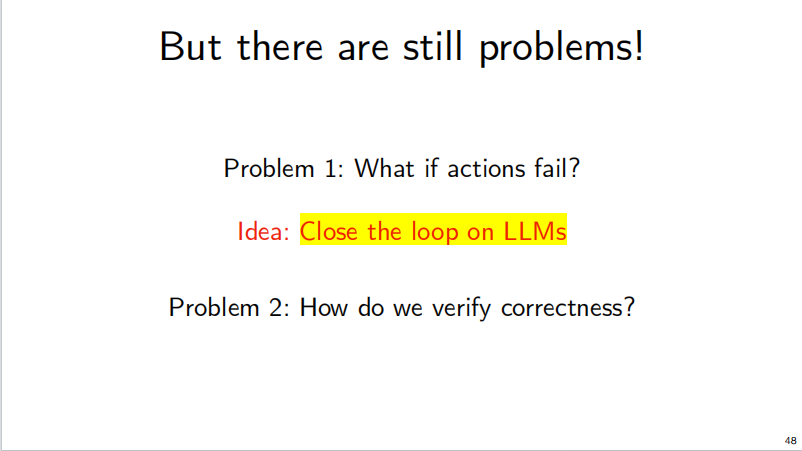 But there are still problems!
Problem 1: What if actions fail?
Idea: Close the loop on LLMs
Problem 2: How do we verify correctness?
48